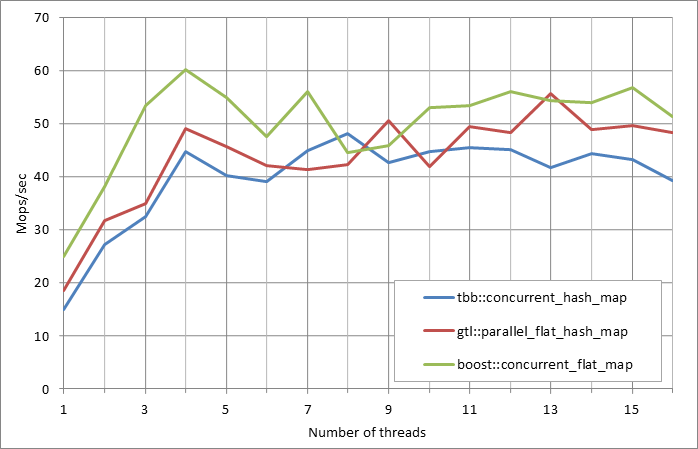 70
60
50
40
30
20
10
0
Mops/sec
tbb::concurrent_hash_map
gtl::parallel_flat_hash_map
boost::concurrent_flat_map
1 3 5 7 9 11 13 15
Number of threads